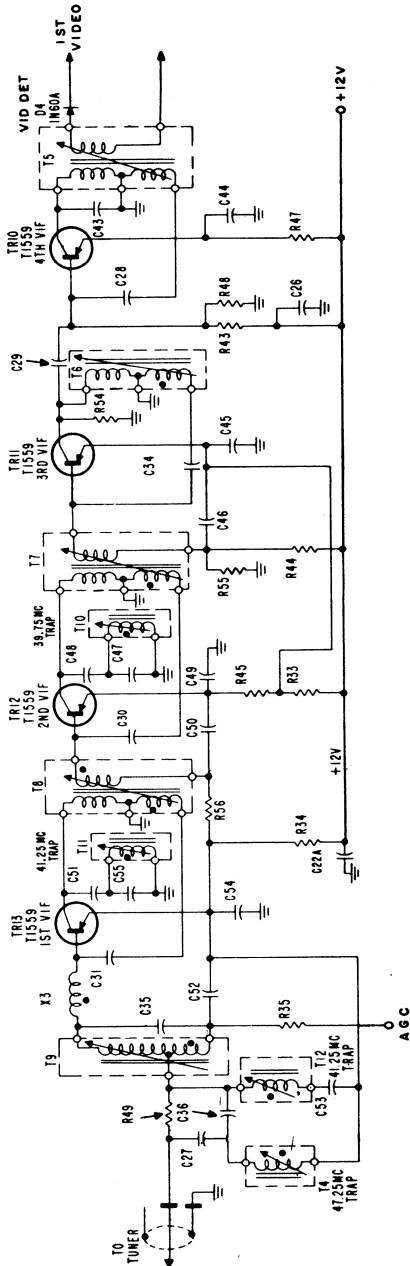 TO
TUNER
C27
R49
C36
T4
47.25MC
TRAP
T9
C35
C52
R35
AGC
T12
41.25MC
TRAP
C53
X3
C31
TR13
T1559
1ST VIF
C54
C51
C55
41.25MC
TRAP
T11
T8
R56
R34
C22A
+12V
TR12
T1559
2ND VIF
C30
C50
C49
R45
R33
C48
C47
39.75MC
TRAP
T10
T7
R55
R44
C46
TR11
T1559
3RD VIF
C34
C45
R54
T6
C29
R48
R43
C26
TR10
T1559
4TH VIF
C28
C44
R47
C43
T5
VID DET
D4
1N60A
1ST
VIDEO
+12V